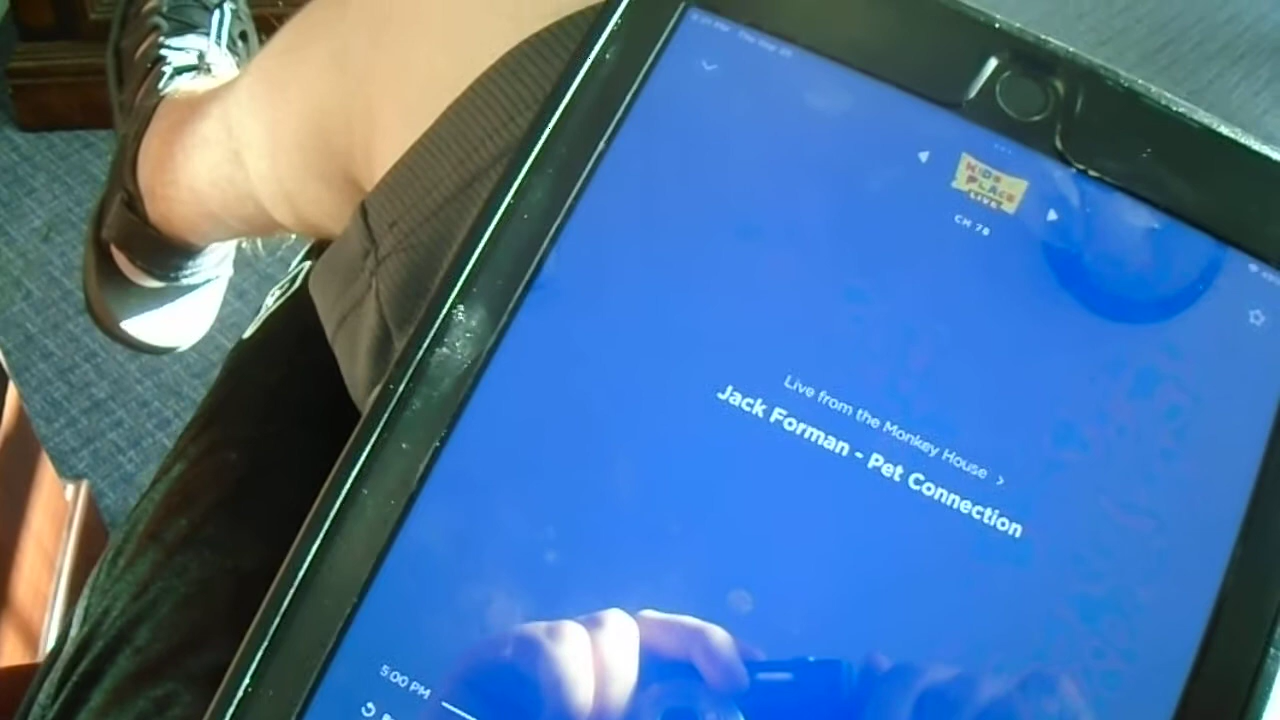 KIDS
PLACE
LIVE
CH 78
Live from the Monkey House
Jack Forman - Pet Connection
5:00 PM